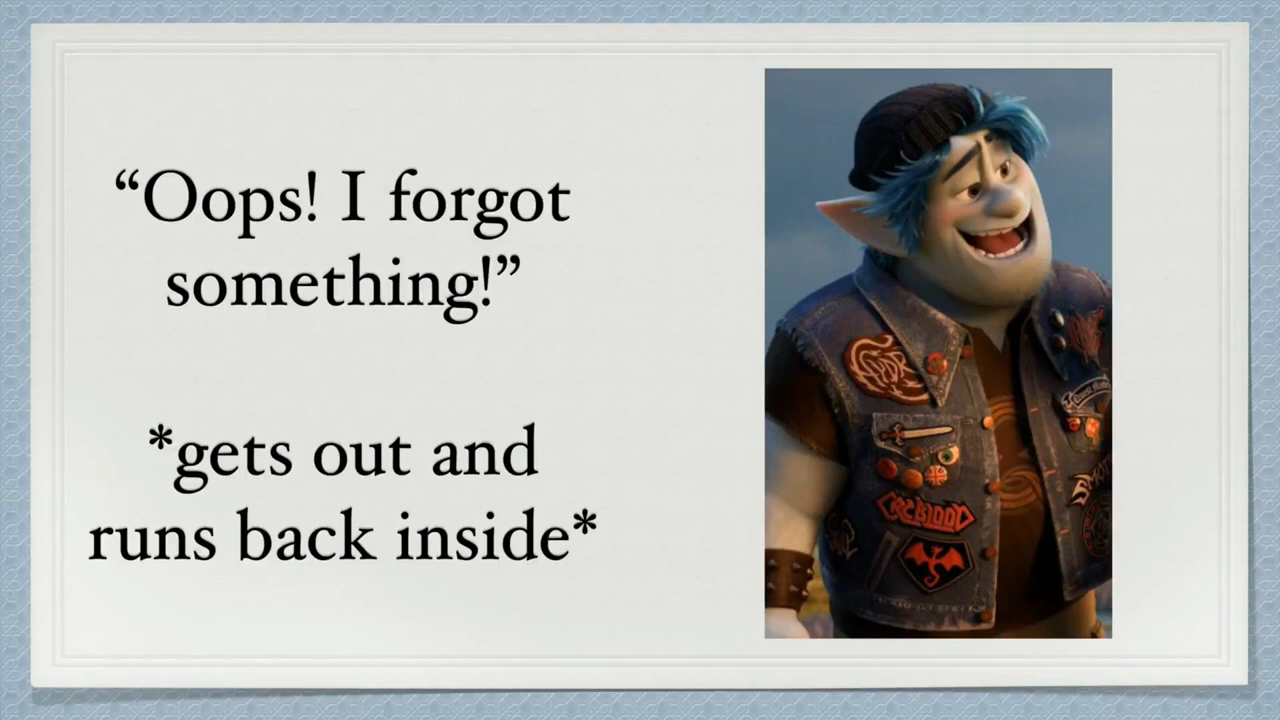 “Oops! I forgot
something!”
*gets out and
runs back inside*